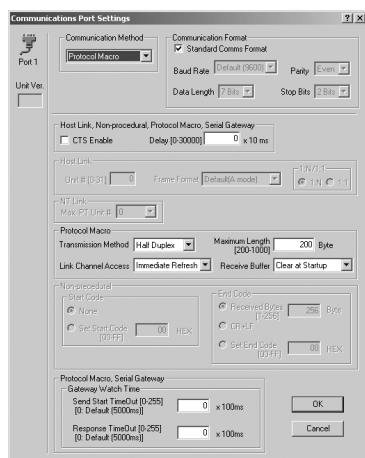 Communications Port Settings
Port 1
Unit Ver.
Communication Method
Protocol Macro
Communication Format
Standard Comms Format
Baud Rate Default (9600) Parity Even
Data Length 7 Bits Stop Bits 2 Bits
Host Link, Non-procedural, Protocol Macro, Serial Gateway
CTS Enable Delay [0-30000] 0 x 10 ms
Host Link
Unit # [0-31] 0 Frame Format Default(A mode)
1:N/1:1
1:N 1:1
NT Link
Max. PT Unit # 0
Protocol Macro
Transmission Method Half Duplex Maximum Length [200-1000] 200 Byte
Link Channel Access Immediate Refresh Receive Buffer Clear at Startup
Non-precedural
Start Code
None
Set Start Code [00-FF] 00 HEX
End Code
Received Bytes [1-256] 256 Byte
CR+LF
Set End Code [00-FF] 00 HEX
Protocol Macro, Serial Gateway
Gateway Watch Time
Send Start TimeOut [0-255] 0 x 100ms
[0: Default (5000ms)]
Response TimeOut [0-255] 0 x 100ms
[0: Default (5000ms)]
OK
Cancel